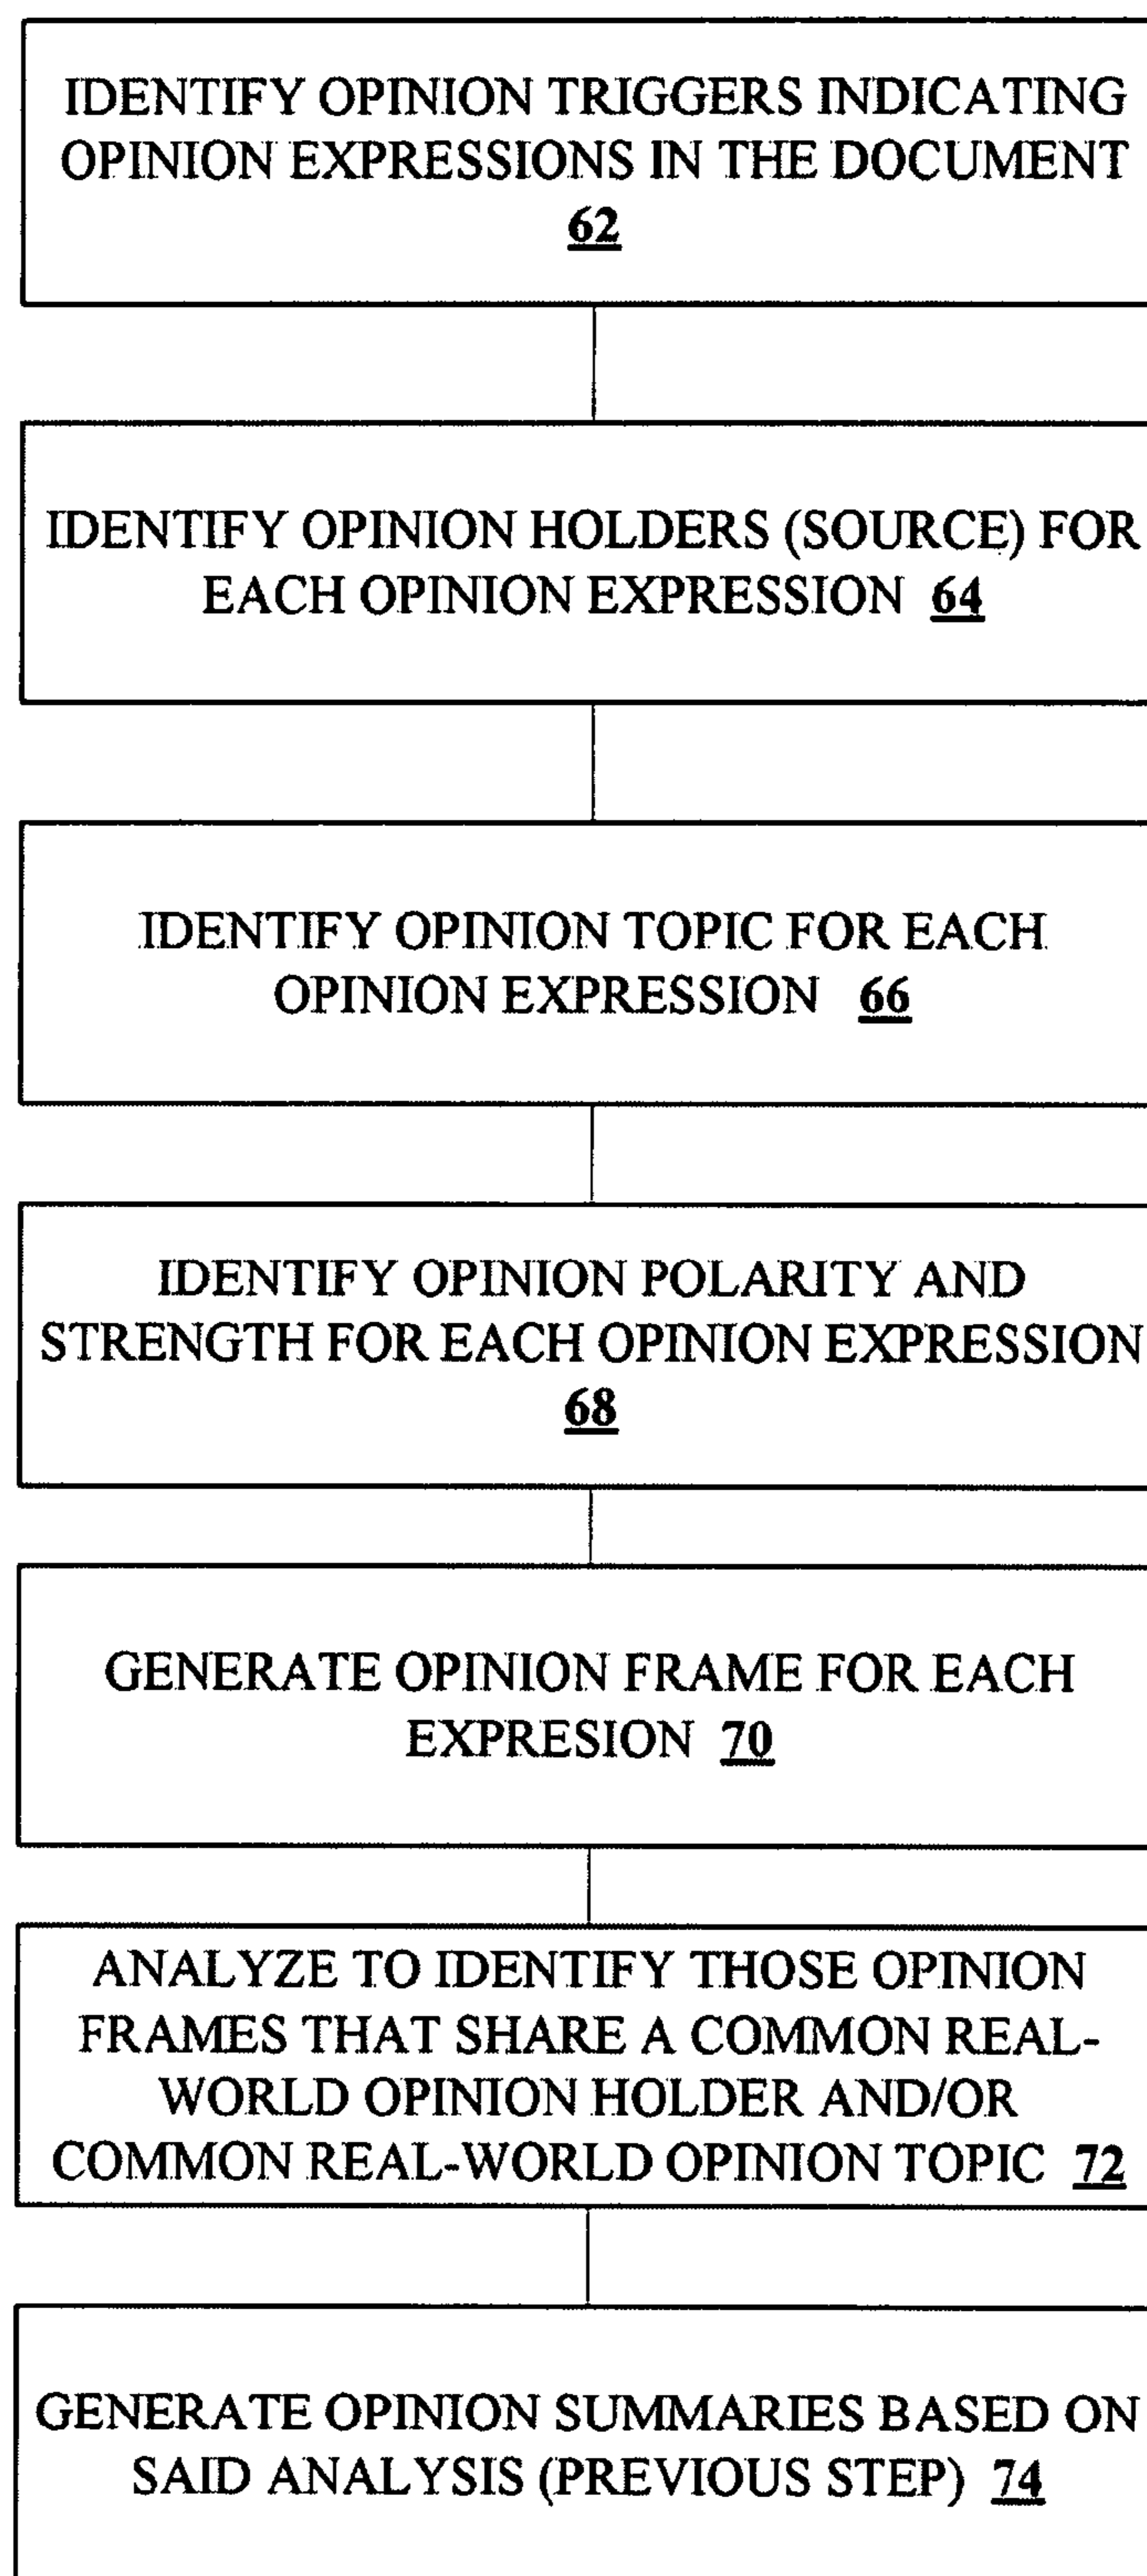 IDENTIFY OPINION TRIGGERS INDICATING
OPINION EXPRESSIONS IN THE DOCUMENT
62
IDENTIFY OPINION HOLDERS (SOURCE) FOR
EACH OPINION EXPRESSION 64
IDENTIFY OPINION TOPIC FOR EACH
OPINION EXPRESSION 66
IDENTIFY OPINION POLARITY AND
STRENGTH FOR EACH OPINION EXPRESSION
68
GENERATE OPINION FRAME FOR EACH
EXPRESION 70
ANALYZE TO IDENTIFY THOSE OPINION
FRAMES THAT SHARE A COMMON REAL-
WORLD OPINION HOLDER AND/OR
COMMON REAL-WORLD OPINION TOPIC 72
GENERATE OPINION SUMMARIES BASED ON
SAID ANALYSIS (PREVIOUS STEP) 74